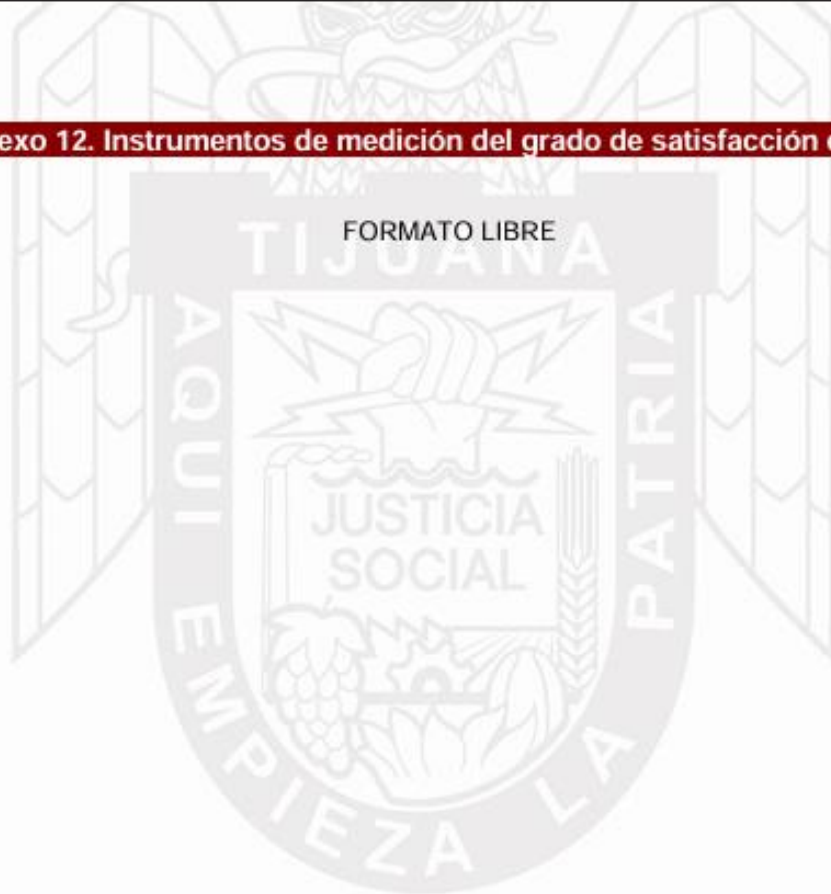 exo 12. Instrumentos de medición del grado de satisfacción
FORMATO LIBRE
TIJUANA
AQUI EMPIEZA LA PATRIA
JUSTICIA
SOCIAL